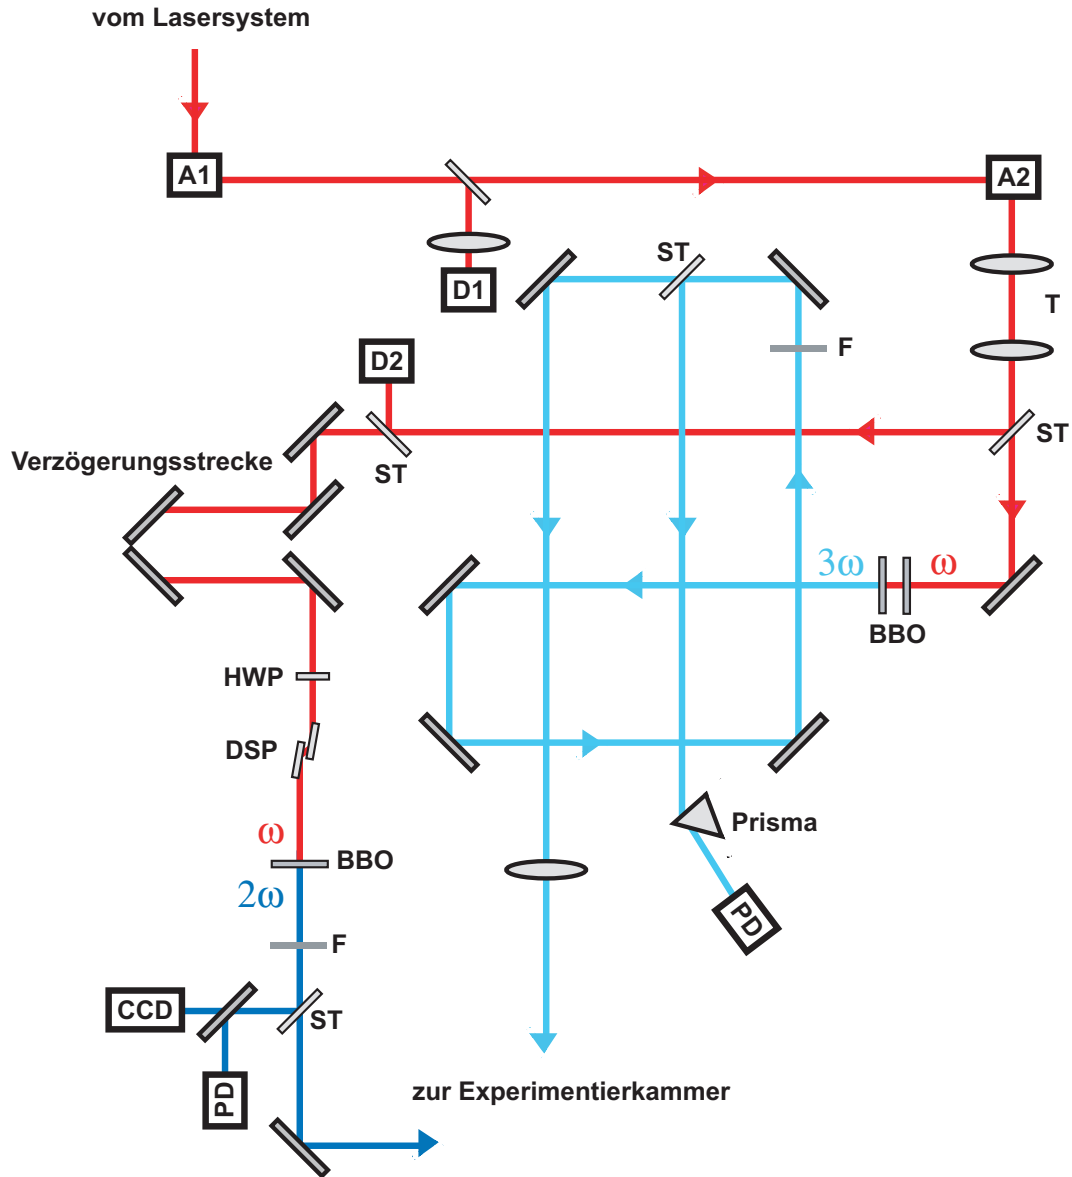 vom Lasersystem
A1
A2
ST
D1
T
D2
F
ST
ST
Verzögerungsstrecke
3ω
ω
BBO
HWP
DSP
Prisma
ω
BBO
2ω
PD
F
CCD
ST
PD
zur Experimentierkammer